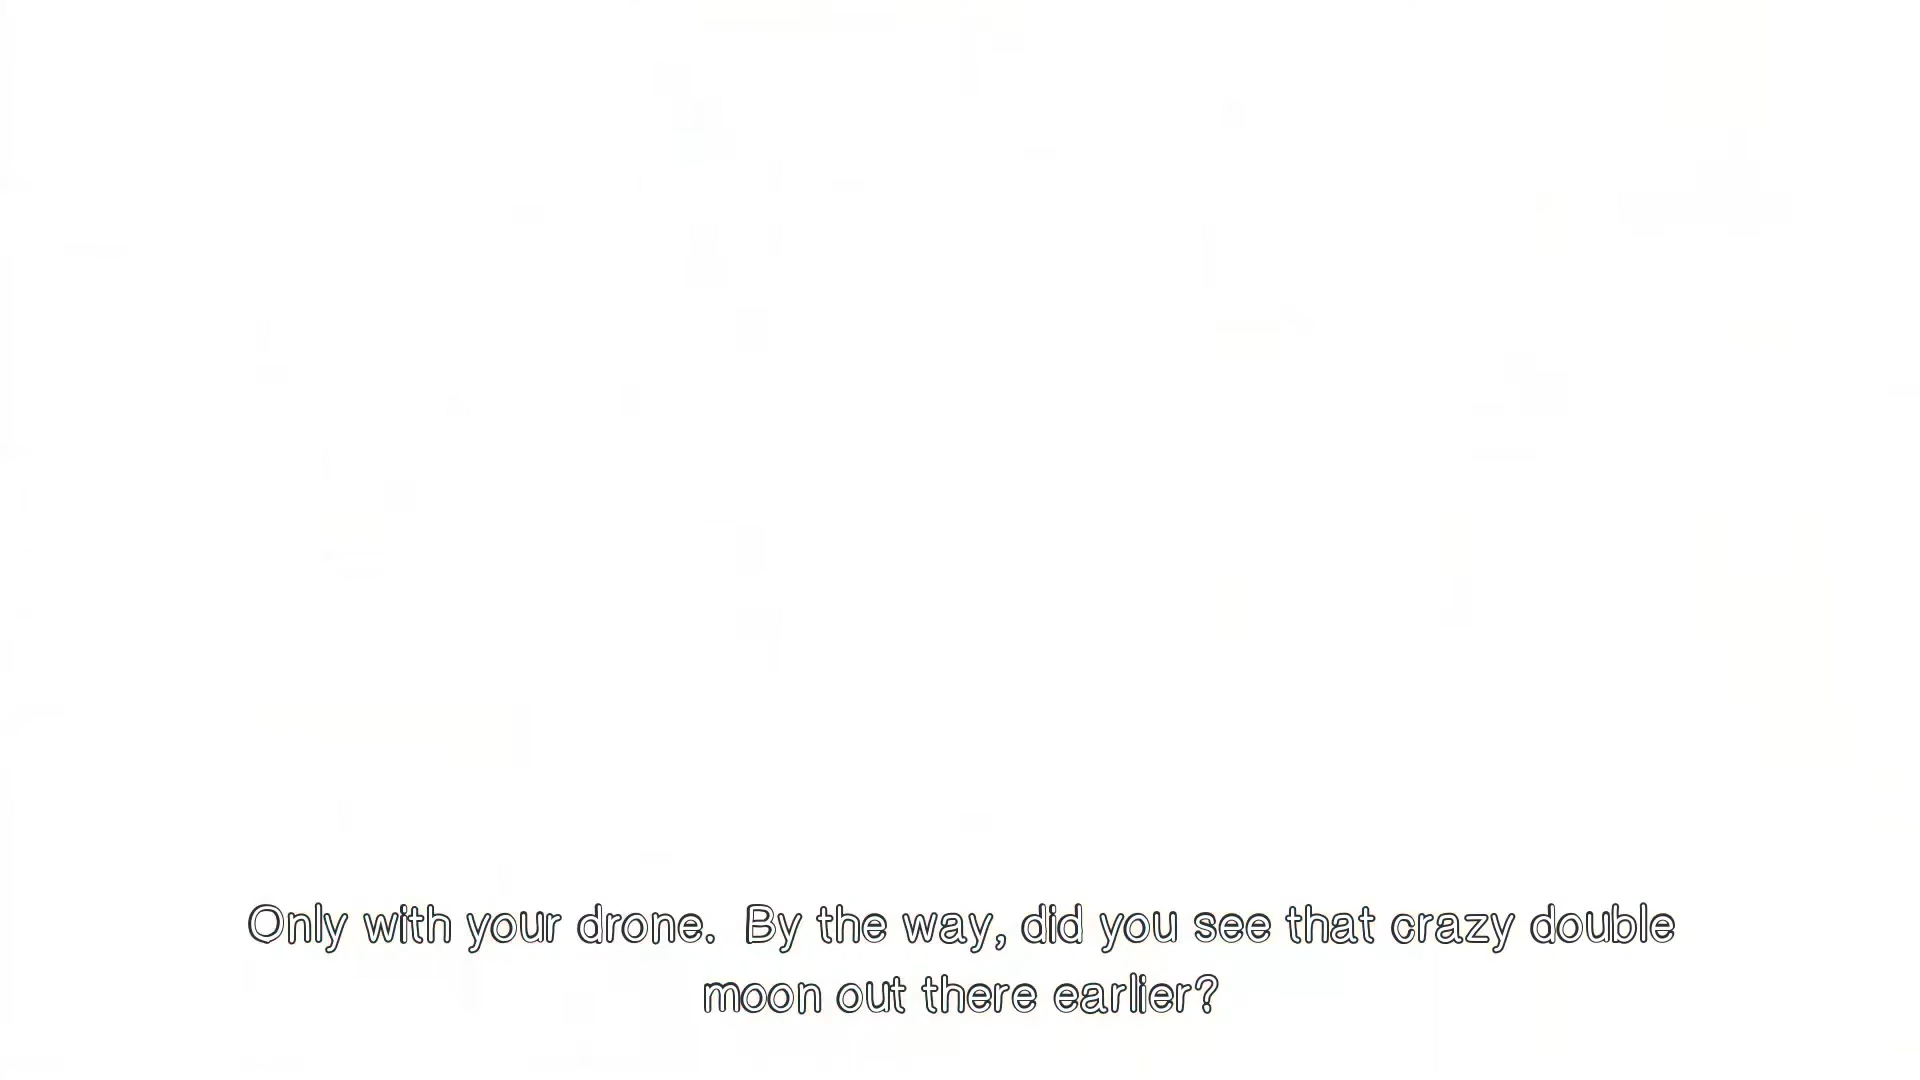 Only with your drone.  By the way, did you see that crazy double
moon out there earlier?